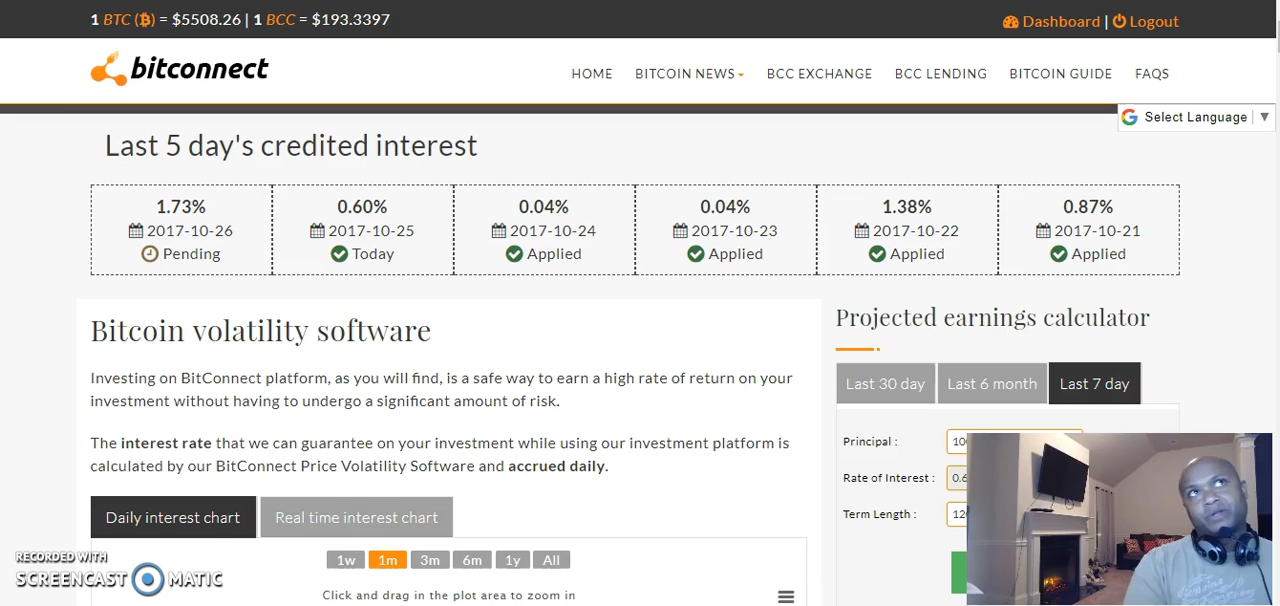 1 BTC (₿) = $5508.26 | 1 BCC = $193.3397
Dashboard | Logout
bitconnect
HOME BITCOIN NEWS BCC EXCHANGE BCC LENDING BITCOIN GUIDE FAQS
Select Language ▼
Last 5 day's credited interest
1.73% 0.60% 0.04% 0.04% 1.38% 0.87%
2017-10-26 2017-10-25 2017-10-24 2017-10-23 2017-10-22 2017-10-21
Pending Today Applied Applied Applied Applied
Bitcoin volatility software
Investing on BitConnect platform, as you will find, is a safe way to earn a high rate of return on your
investment without having to undergo a significant amount of risk.
The interest rate that we can guarantee on your investment while using our investment platform is
calculated by our BitConnect Price Volatility Software and accrued daily.
Daily interest chart Real time interest chart
1w 1m 3m 6m 1y All
Click and drag in the plot area to zoom in
Projected earnings calculator
Last 30 day Last 6 month Last 7 day
Principal :
Rate of Interest :
Term Length :
RECORDED WITH
SCREENCAST MATIC